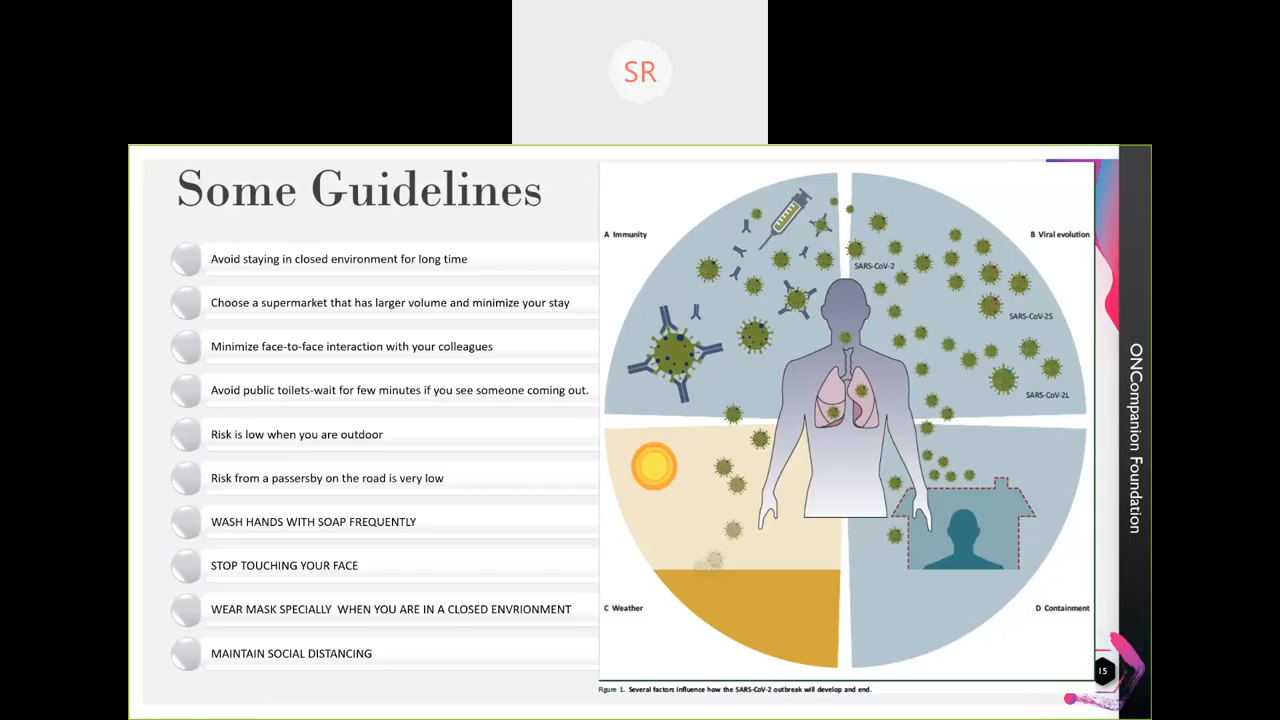 SR
Some Guidelines
Avoid staying in closed environment for long time
Choose a supermarket that has larger volume and minimize your stay
Minimize face-to-face interaction with your colleagues
Avoid public toilets-wait for few minutes if you see someone coming out.
Risk is low when you are outdoor
Risk from a passersby on the road is very low
WASH HANDS WITH SOAP FREQUENTLY
STOP TOUCHING YOUR FACE
WEAR MASK SPECIALLY WHEN YOU ARE IN A CLOSED ENVRIONMENT
MAINTAIN SOCIAL DISTANCING
A Immunity
B Viral evolution
SARS-CoV-2
SARS-CoV-2S
SARS-CoV-2L
C Weather
D Containment
Figure 1. Several factors influence how the SARS-CoV-2 outbreak will develop and end.
ONCompanion Foundation
15